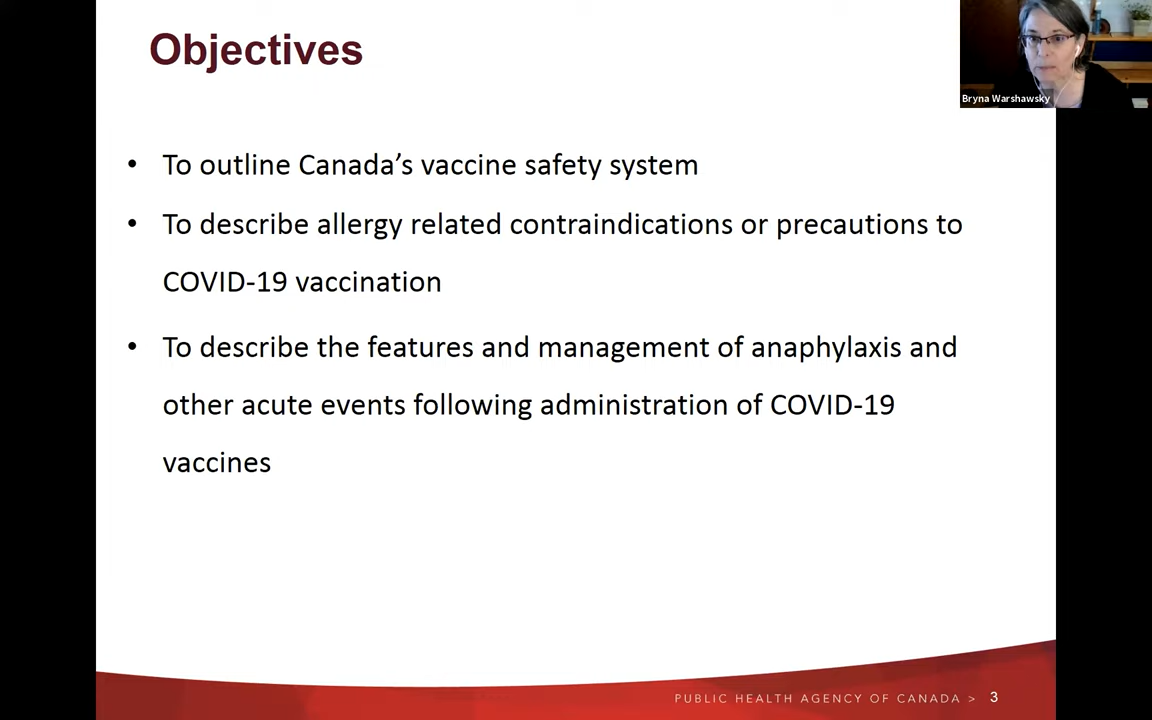 Objectives
Bryna Warshawsky
• To outline Canada’s vaccine safety system
• To describe allergy related contraindications or precautions to
COVID-19 vaccination
• To describe the features and management of anaphylaxis and
other acute events following administration of COVID-19
vaccines
PUBLIC HEALTH AGENCY OF CANADA > 3